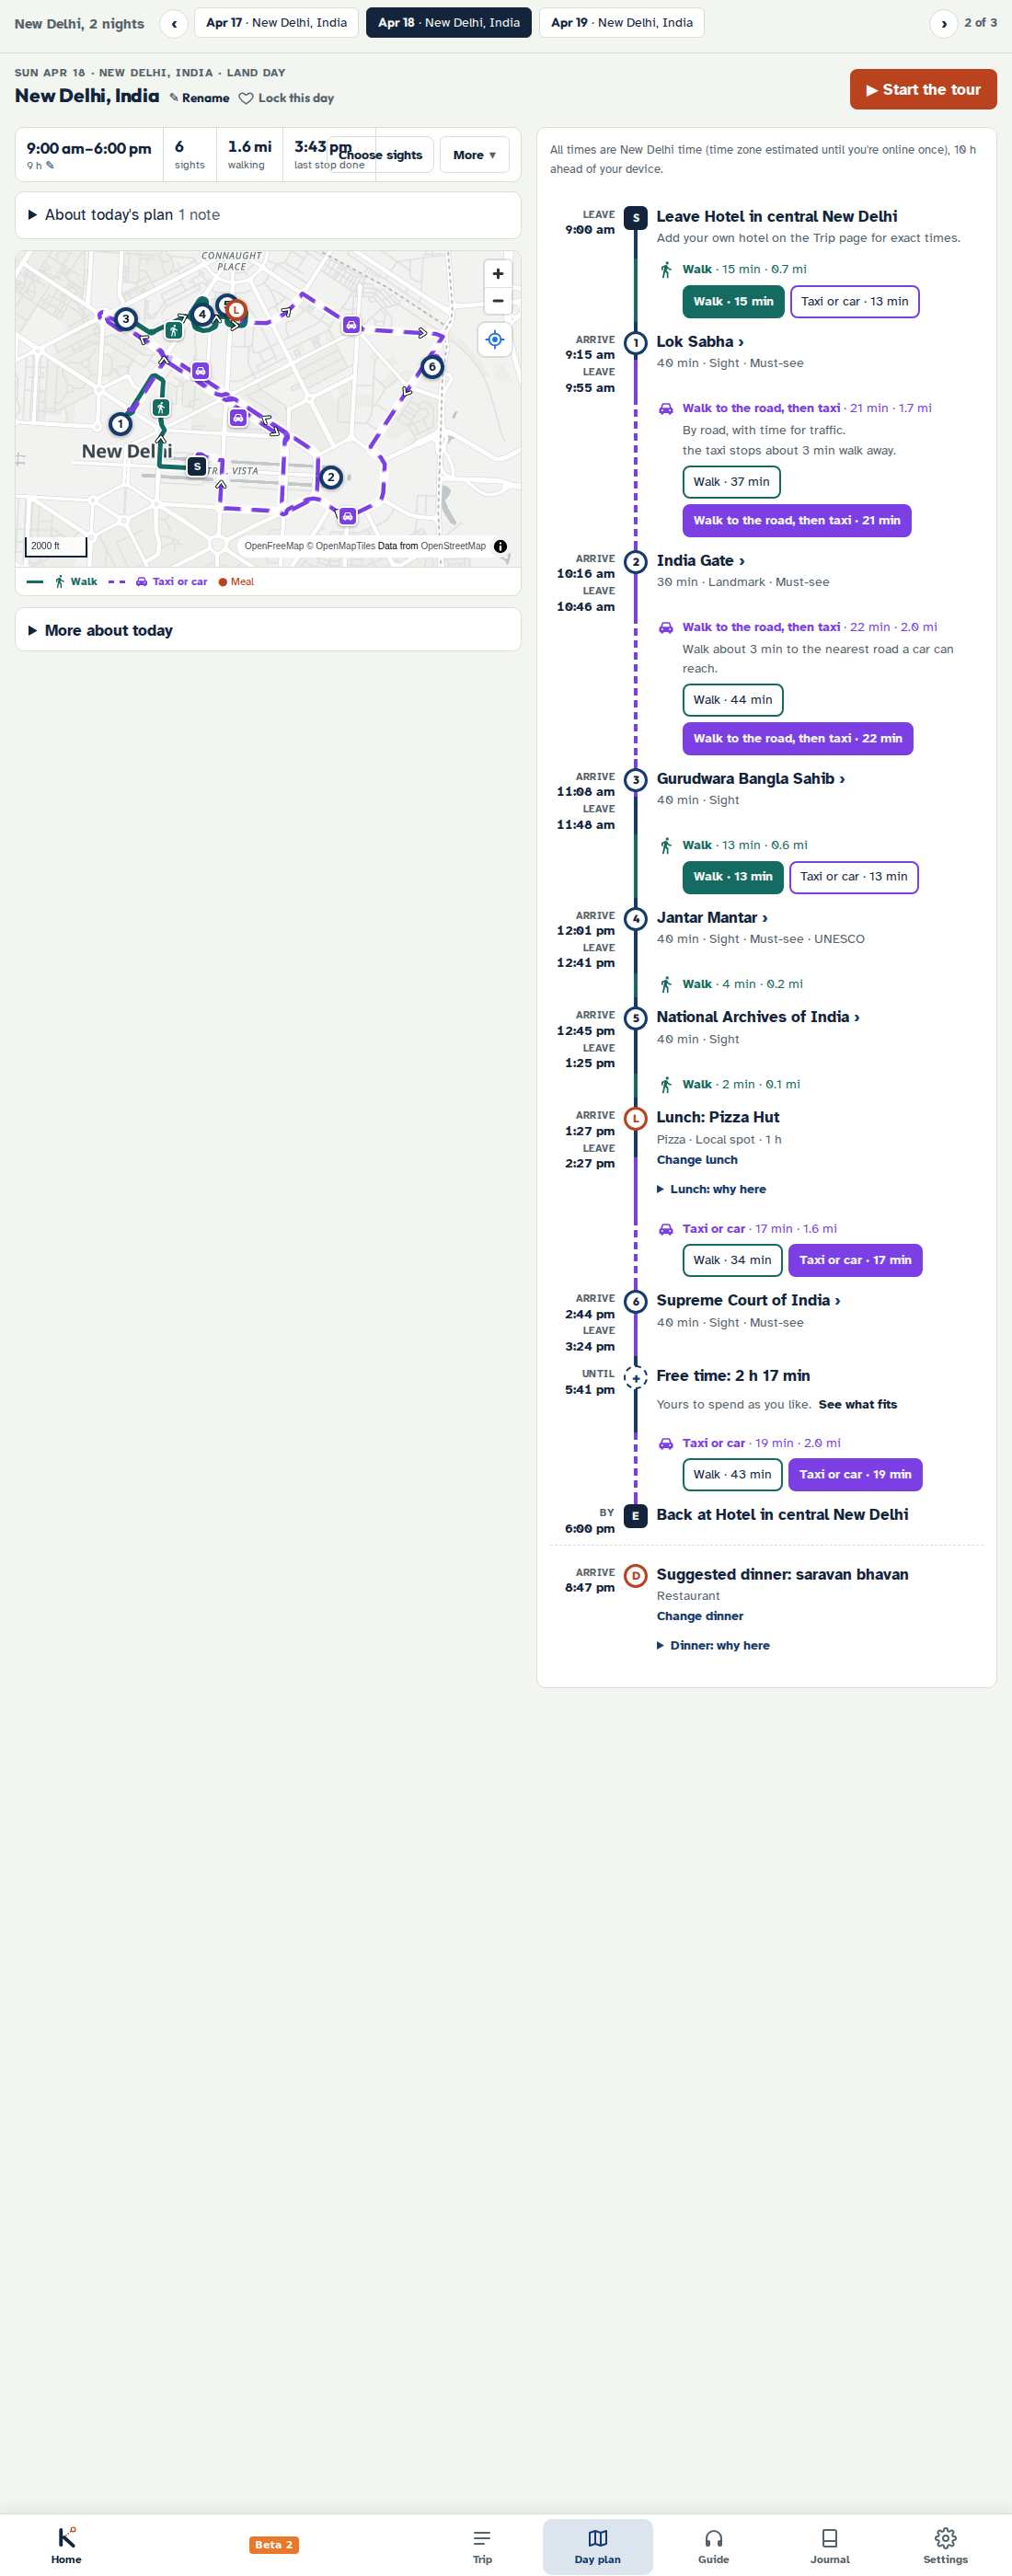 New Delhi, 2 nights
‹
Apr 17 · New Delhi, India
Apr 18 · New Delhi, India
Apr 19 · New Delhi, India
›
2 of 3
SUN APR 18 · NEW DELHI, INDIA · LAND DAY
New Delhi, India
✎ Rename
Lock this day
▶ Start the tour
9:00 am–6:00 pm
9 h ✎
6
sights
1.6 mi
walking
3:43 pm
last stop done
Choose sights
More ▾
▶ About today's plan 1 note
CONNAUGHT
PLACE
3
4
L
6
1
New Delhi
S
VISTA
2
+
−
2000 ft
OpenFreeMap © OpenMapTiles Data from OpenStreetMap
Walk
Taxi or car
Meal
▶ More about today
All times are New Delhi time (time zone estimated until you're online once), 10 h
ahead of your device.
LEAVE
9:00 am
S
Leave Hotel in central New Delhi
Add your own hotel on the Trip page for exact times.
Walk · 15 min · 0.7 mi
Walk · 15 min
Taxi or car · 13 min
ARRIVE
9:15 am
LEAVE
9:55 am
1
Lok Sabha ›
40 min · Sight · Must-see
Walk to the road, then taxi · 21 min · 1.7 mi
By road, with time for traffic.
the taxi stops about 3 min walk away.
Walk · 37 min
Walk to the road, then taxi · 21 min
ARRIVE
10:16 am
LEAVE
10:46 am
2
India Gate ›
30 min · Landmark · Must-see
Walk to the road, then taxi · 22 min · 2.0 mi
Walk about 3 min to the nearest road a car can
reach.
Walk · 44 min
Walk to the road, then taxi · 22 min
ARRIVE
11:08 am
LEAVE
11:48 am
3
Gurudwara Bangla Sahib ›
40 min · Sight
Walk · 13 min · 0.6 mi
Walk · 13 min
Taxi or car · 13 min
ARRIVE
12:01 pm
LEAVE
12:41 pm
4
Jantar Mantar ›
40 min · Sight · Must-see · UNESCO
Walk · 4 min · 0.2 mi
ARRIVE
12:45 pm
LEAVE
1:25 pm
5
National Archives of India ›
40 min · Sight
Walk · 2 min · 0.1 mi
ARRIVE
1:27 pm
LEAVE
2:27 pm
L
Lunch: Pizza Hut
Pizza · Local spot · 1 h
Change lunch
▶ Lunch: why here
Taxi or car · 17 min · 1.6 mi
Walk · 34 min
Taxi or car · 17 min
ARRIVE
2:44 pm
LEAVE
3:24 pm
6
Supreme Court of India ›
40 min · Sight · Must-see
UNTIL
5:41 pm
+
Free time: 2 h 17 min
Yours to spend as you like. See what fits
Taxi or car · 19 min · 2.0 mi
Walk · 43 min
Taxi or car · 19 min
BY
6:00 pm
E
Back at Hotel in central New Delhi
ARRIVE
8:47 pm
D
Suggested dinner: saravan bhavan
Restaurant
Change dinner
▶ Dinner: why here
Home
Beta 2
Trip
Day plan
Guide
Journal
Settings